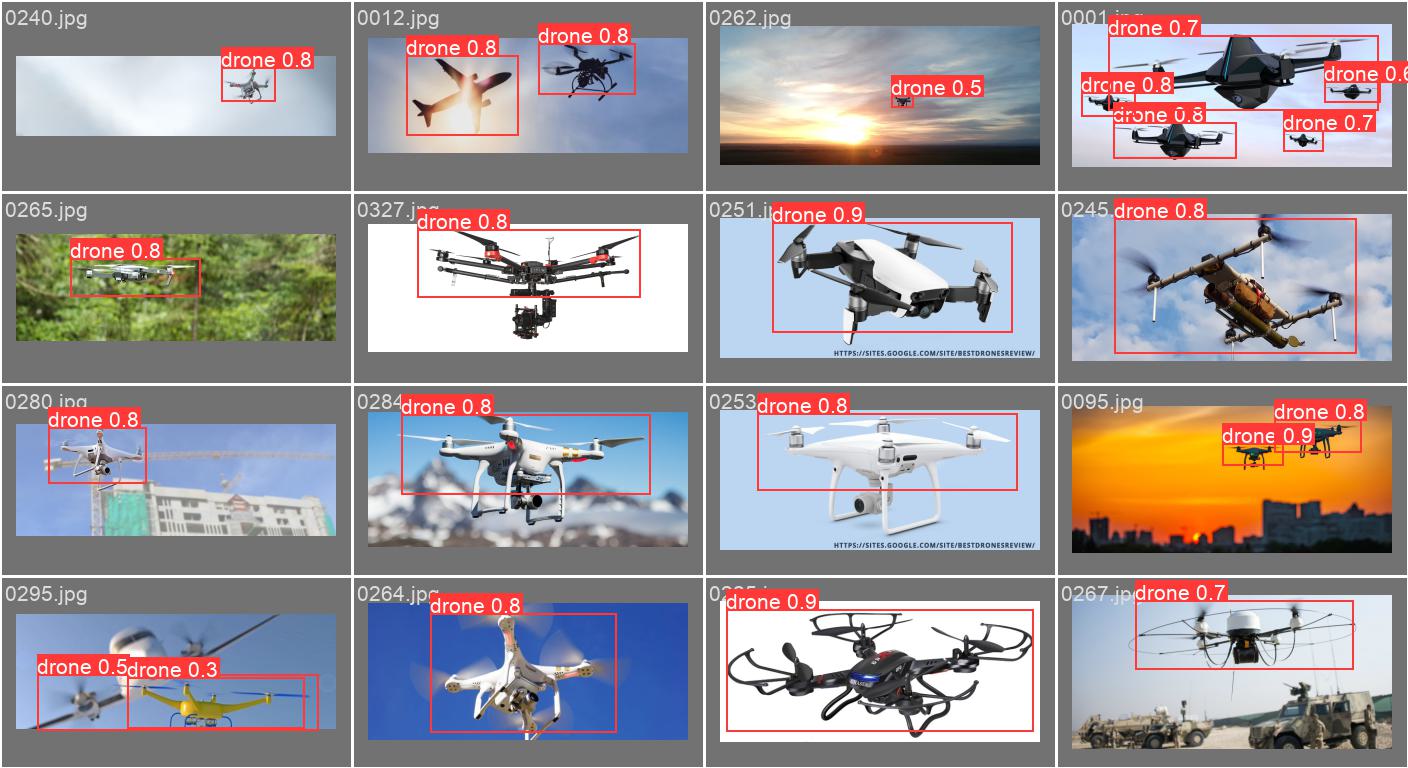 0240.jpg
drone 0.8
0012.jpg
drone 0.8
drone 0.8
0262.jpg
drone 0.5
0001.jpg
drone 0.7
drone 0.6
drone 0.8
drone 0.8
drone 0.7
0265.jpg
drone 0.8
0327.jpg
drone 0.8
0251.j
drone 0.9
HTTPS://SITES.GOOGLE.COM/SITE/BESTDRONESREVIEW/
0245.
drone 0.8
0280.jpg
drone 0.8
0284
drone 0.8
0253
drone 0.8
HTTPS://SITES.GOOGLE.COM/SITE/BESTDRONESREVIEW/
0095.jpg
drone 0.8
drone 0.9
0295.jpg
drone 0.5
drone 0.3
0264.jpg
drone 0.8
drone 0.9
0267.jpg
drone 0.7